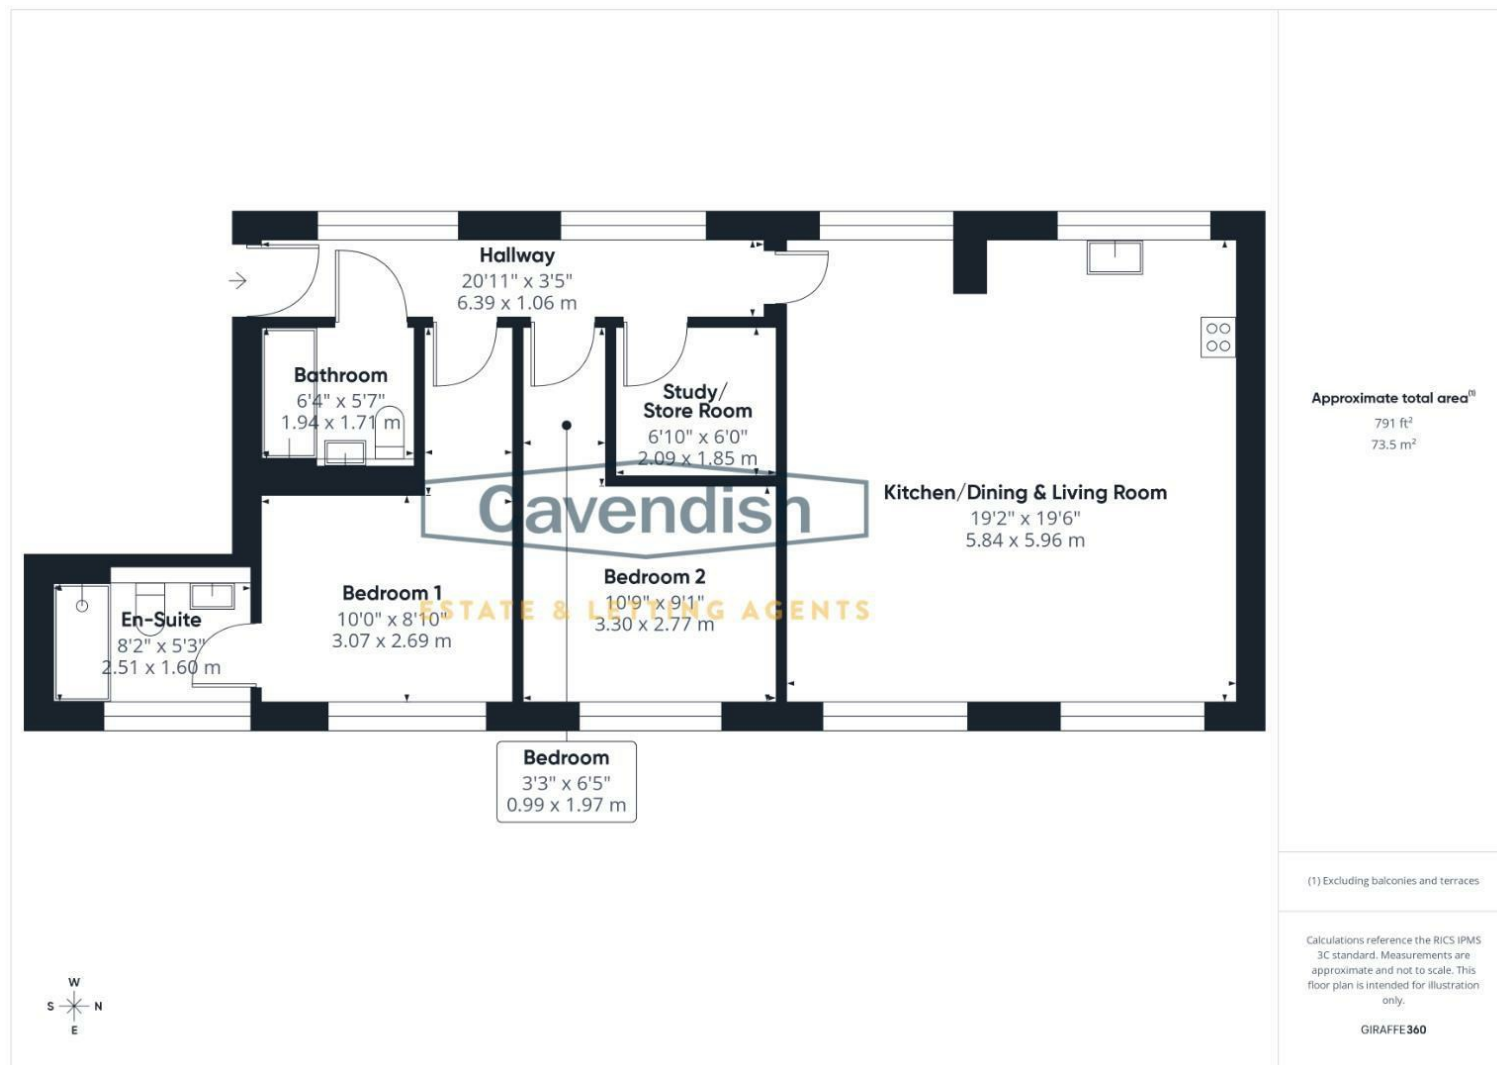 Hallway
20'11" x 3'5"
6.39 x 1.06 m
Bathroom
6'4" x 5'7"
1.94 x 1.71 m
Study/
Store Room
6'10" x 6'0"
2.09 x 1.85 m
Kitchen/Dining & Living Room
19'2" x 19'6"
5.84 x 5.96 m
Cavendish
ESTATE & LETTING AGENTS
En-Suite
8'2" x 5'3"
2.51 x 1.60 m
Bedroom 1
10'0" x 8'10"
3.07 x 2.69 m
Bedroom 2
10'9" x 9'1"
3.30 x 2.77 m
Bedroom
3'3" x 6'5"
0.99 x 1.97 m
W
S N
E
Approximate total area(1)
791 ft²
73.5 m²
(1) Excluding balconies and terraces
Calculations reference the RICS IPMS
3C standard. Measurements are
approximate and not to scale. This
floor plan is intended for illustration
only.
GIRAFFE360